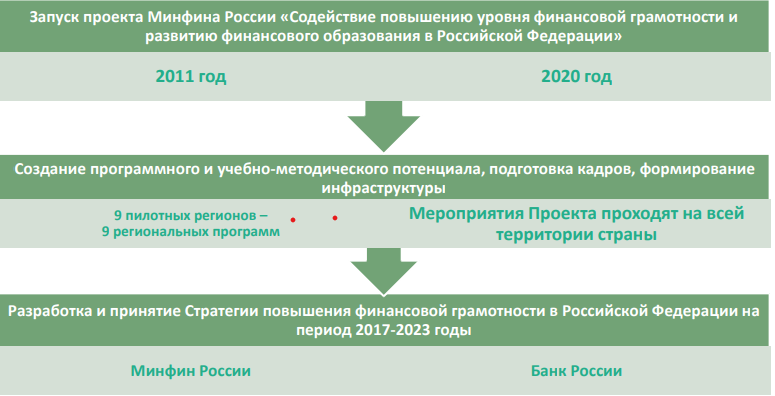 Запуск проекта Минфина России «Содействие повышению уровня финансовой грамотности и
развитию финансового образования в Российской Федерации»
2011 год
2020 год
Создание программного и учебно-методического потенциала, подготовка кадров, формирование
инфраструктуры
9 пилотных регионов –
9 региональных программ
Мероприятия Проекта проходят на всей
территории страны
Разработка и принятие Стратегии повышения финансовой грамотности в Российской Федерации на
период 2017-2023 годы
Минфин России
Банк России